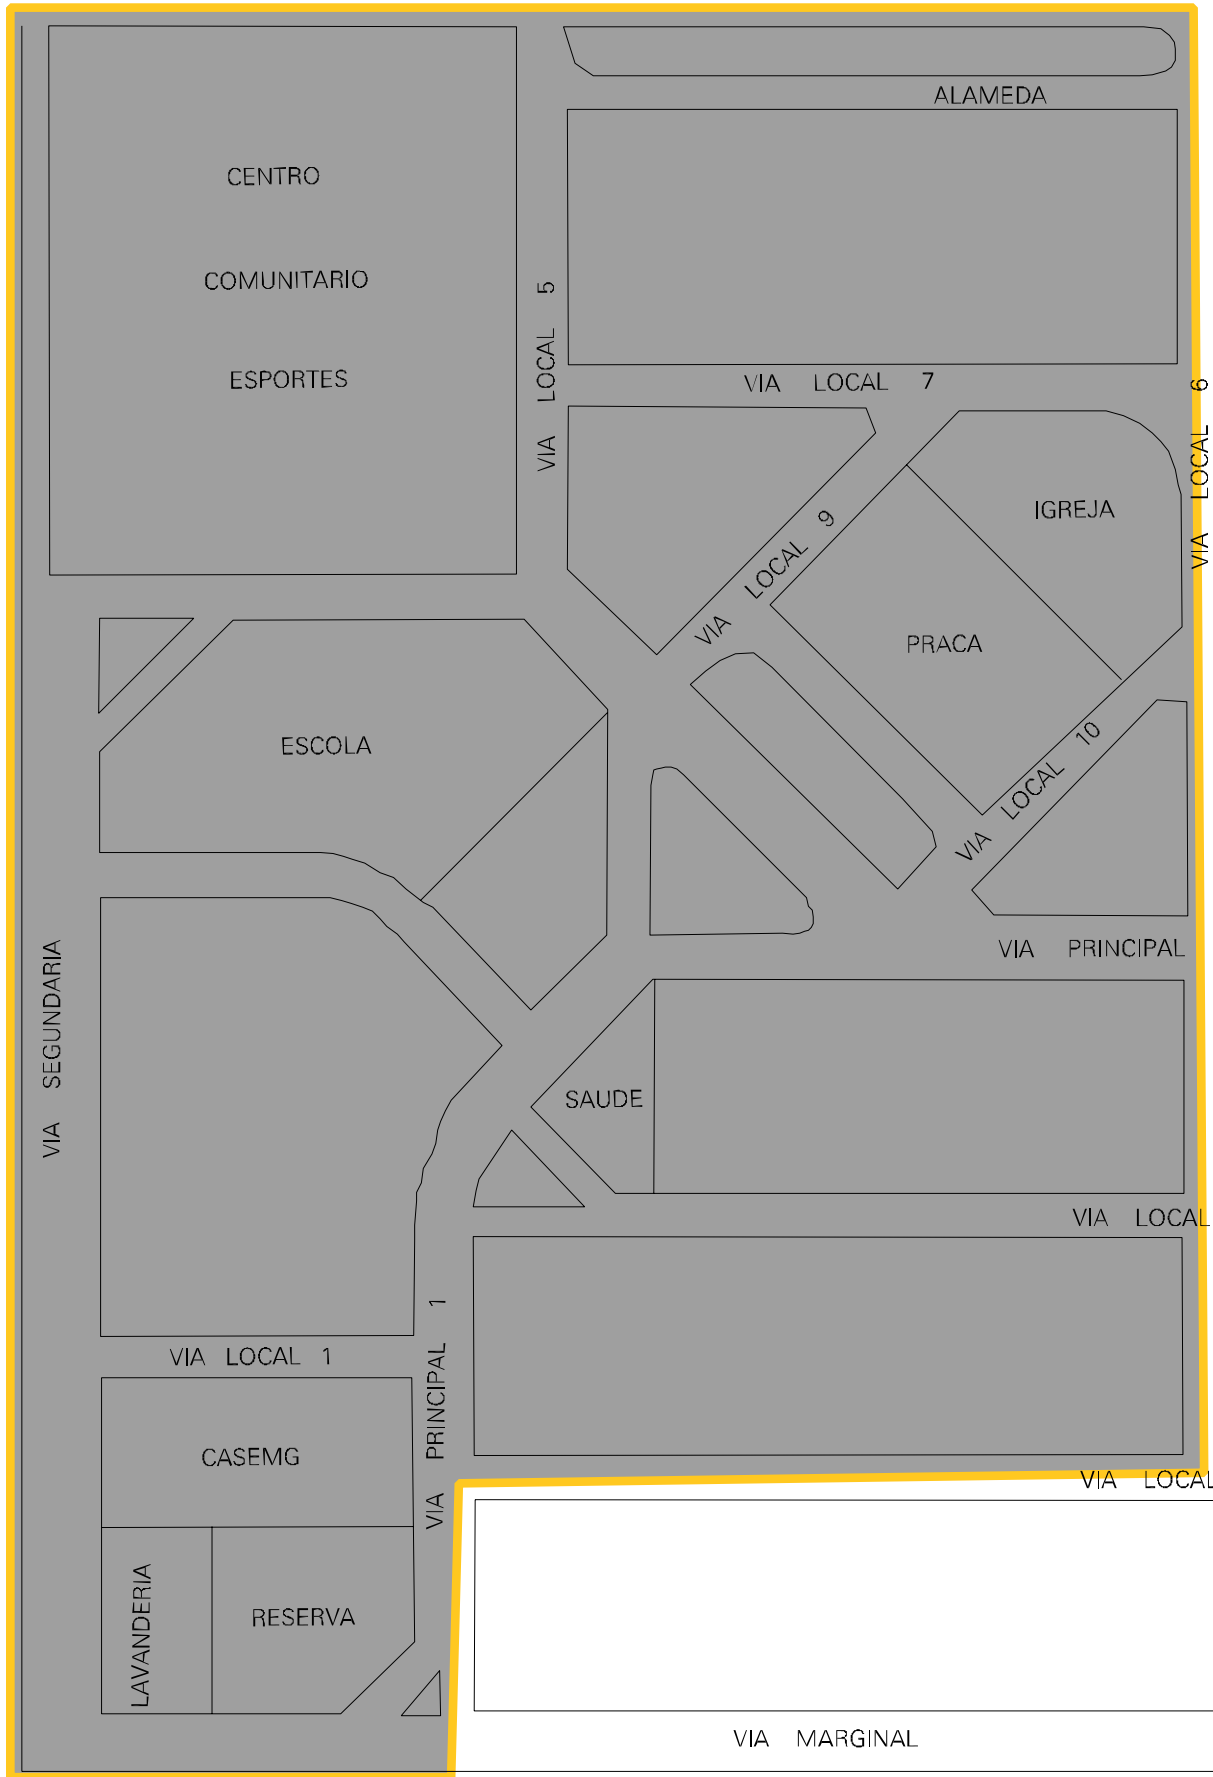 ALAMEDA
CENTRO
COMUNITARIO
ESPORTES
VIA LOCAL 5
VIA LOCAL 7
VIA LOCAL 6
IGREJA
VIA LOCAL 9
PRACA
ESCOLA
VIA LOCAL 10
VIA PRINCIPAL
VIA SEGUNDARIA
SAUDE
VIA LOCAL
VIA PRINCIPAL 1
VIA LOCAL 1
CASEMG
VIA LOCAL
LAVANDERIA
RESERVA
VIA MARGINAL